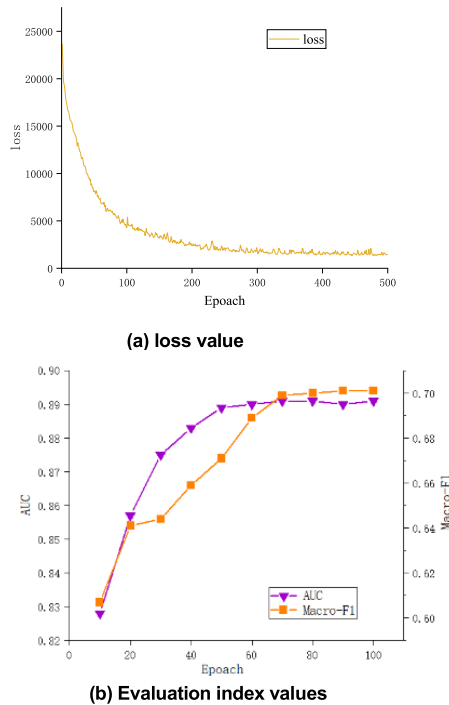 25000
20000
15000
10000
5000
0
loss
loss
0 100 200 300 400 500
Epoach
(a) loss value
0.90
0.89
0.88
0.87
0.86
0.85
0.84
0.83
0.82
AUC
0.70
0.68
0.66
0.64
0.62
0.60
Macro-F1
AUC
Macro-F1
0 20 40 60 80 100
Epoach
(b) Evaluation index values